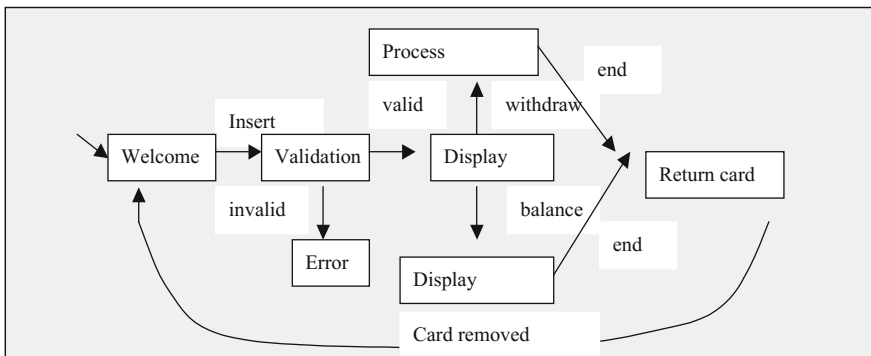 Process
end
valid
withdraw
Insert
Welcome
Validation
Display
Return card
invalid
balance
Error
end
Display
Card removed